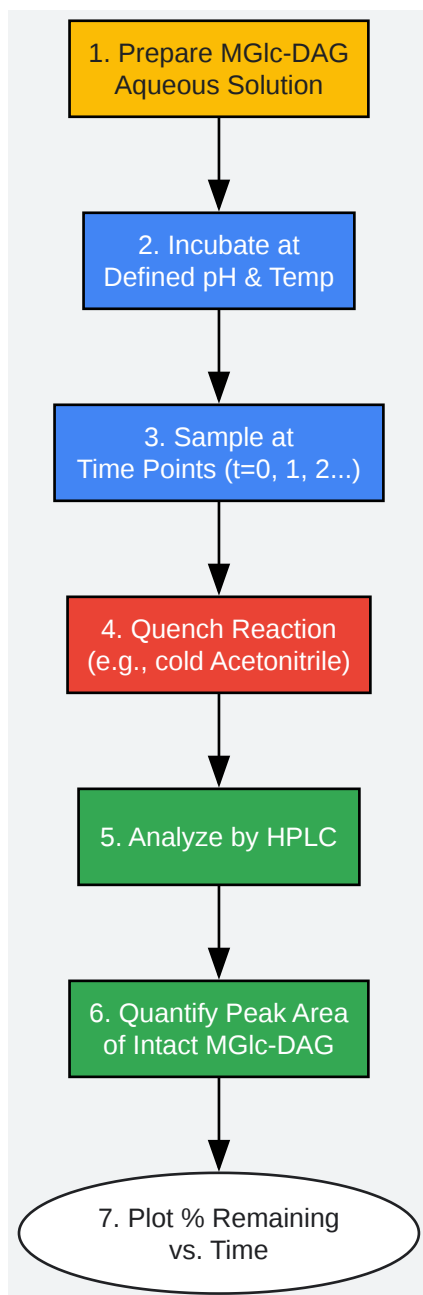 1. Prepare MGlc-DAG
Aqueous Solution
2. Incubate at
Defined pH & Temp
3. Sample at
Time Points (t=0, 1, 2...)
4. Quench Reaction
(e.g., cold Acetonitrile)
5. Analyze by HPLC
6. Quantify Peak Area
of Intact MGlc-DAG
7. Plot % Remaining
vs. Time